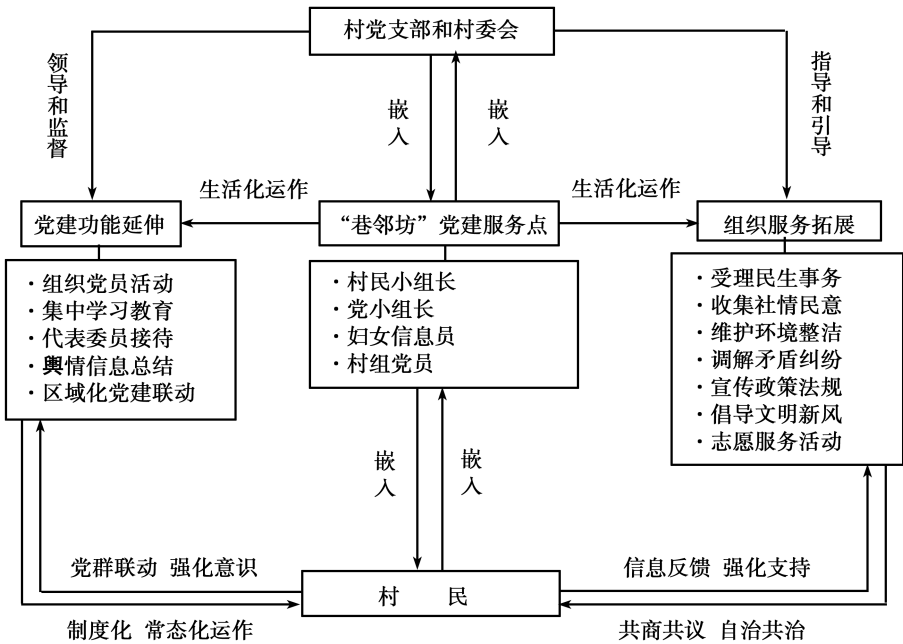 村党支部和村委会
领导和监督
嵌入
嵌入
指导和引导
生活化运作
生活化运作
党建功能延伸
“巷邻坊”党建服务点
组织服务拓展
·组织党员活动
·集中学习教育
·代表委员接待
·舆情信息总结
·区域化党建联动
·村民小组长
·党小组长
·妇女信息员
·村组党员
·受理民生事务
·收集社情民意
·维护环境整洁
·调解矛盾纠纷
·宣传政策法规
·倡导文明新风
·志愿服务活动
嵌入
嵌入
党群联动 强化意识
信息反馈 强化支持
村 民
制度化 常态化运作
共商共议 自治共治